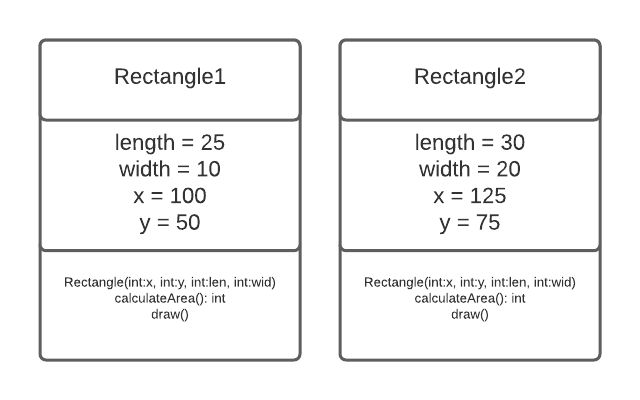 Rectangle1
length = 25
width = 10
x = 100
y = 50
Rectangle(int:x, int:y, int:len, int:wid)
calculateArea(): int
draw()
Rectangle2
length = 30
width = 20
x = 125
y = 75
Rectangle(int:x, int:y, int:len, int:wid)
calculateArea(): int
draw()